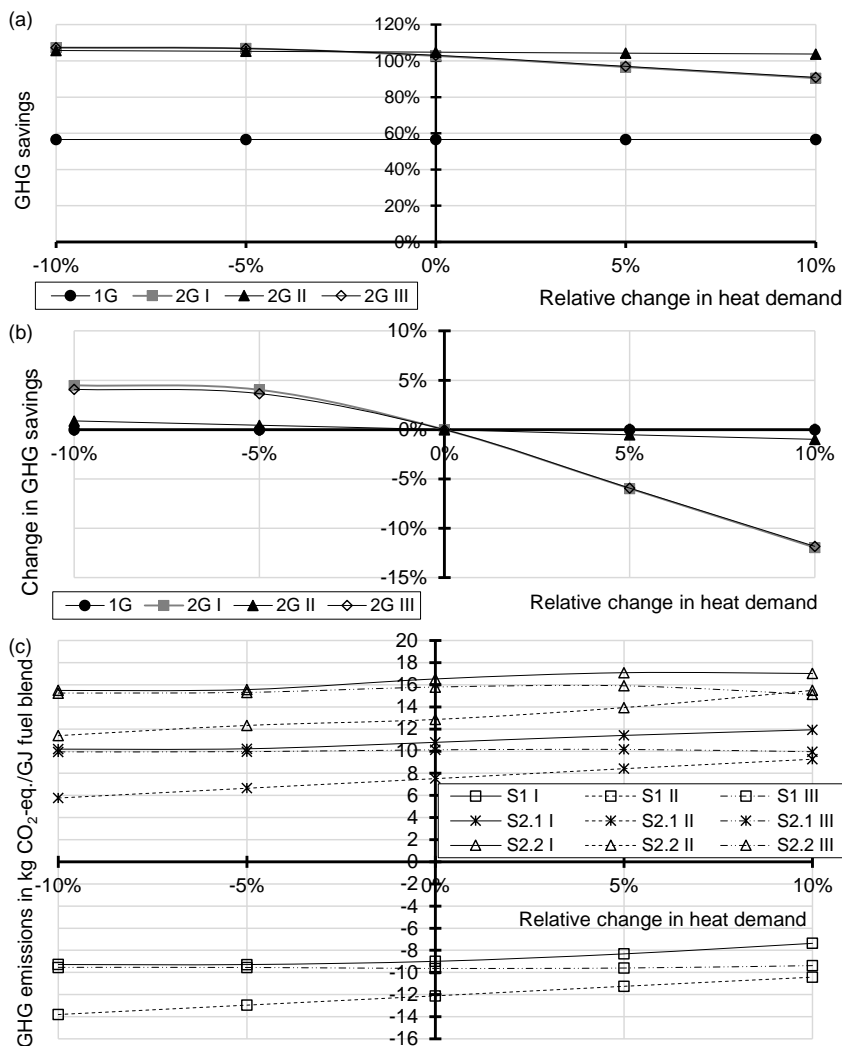 (a)
120%
100%
80%
60%
40%
20%
0%
GHG savings
-10%
-5%
0%
5%
10%
Relative change in heat demand
1G
2G I
2G II
2G III
(b)
10%
5%
0%
-5%
-10%
-15%
Change in GHG savings
-10%
-5%
0%
5%
10%
Relative change in heat demand
1G
2G I
2G II
2G III
(c)
20
18
16
14
12
10
8
6
4
2
0
-2
-4
-6
-8
-10
-12
-14
-16
GHG emissions in kg CO₂-eq./GJ fuel blend
S1 I
S1 II
S1 III
S2.1 I
S2.1 II
S2.1 III
S2.2 I
S2.2 II
S2.2 III
-10%
-5%
0%
5%
10%
Relative change in heat demand